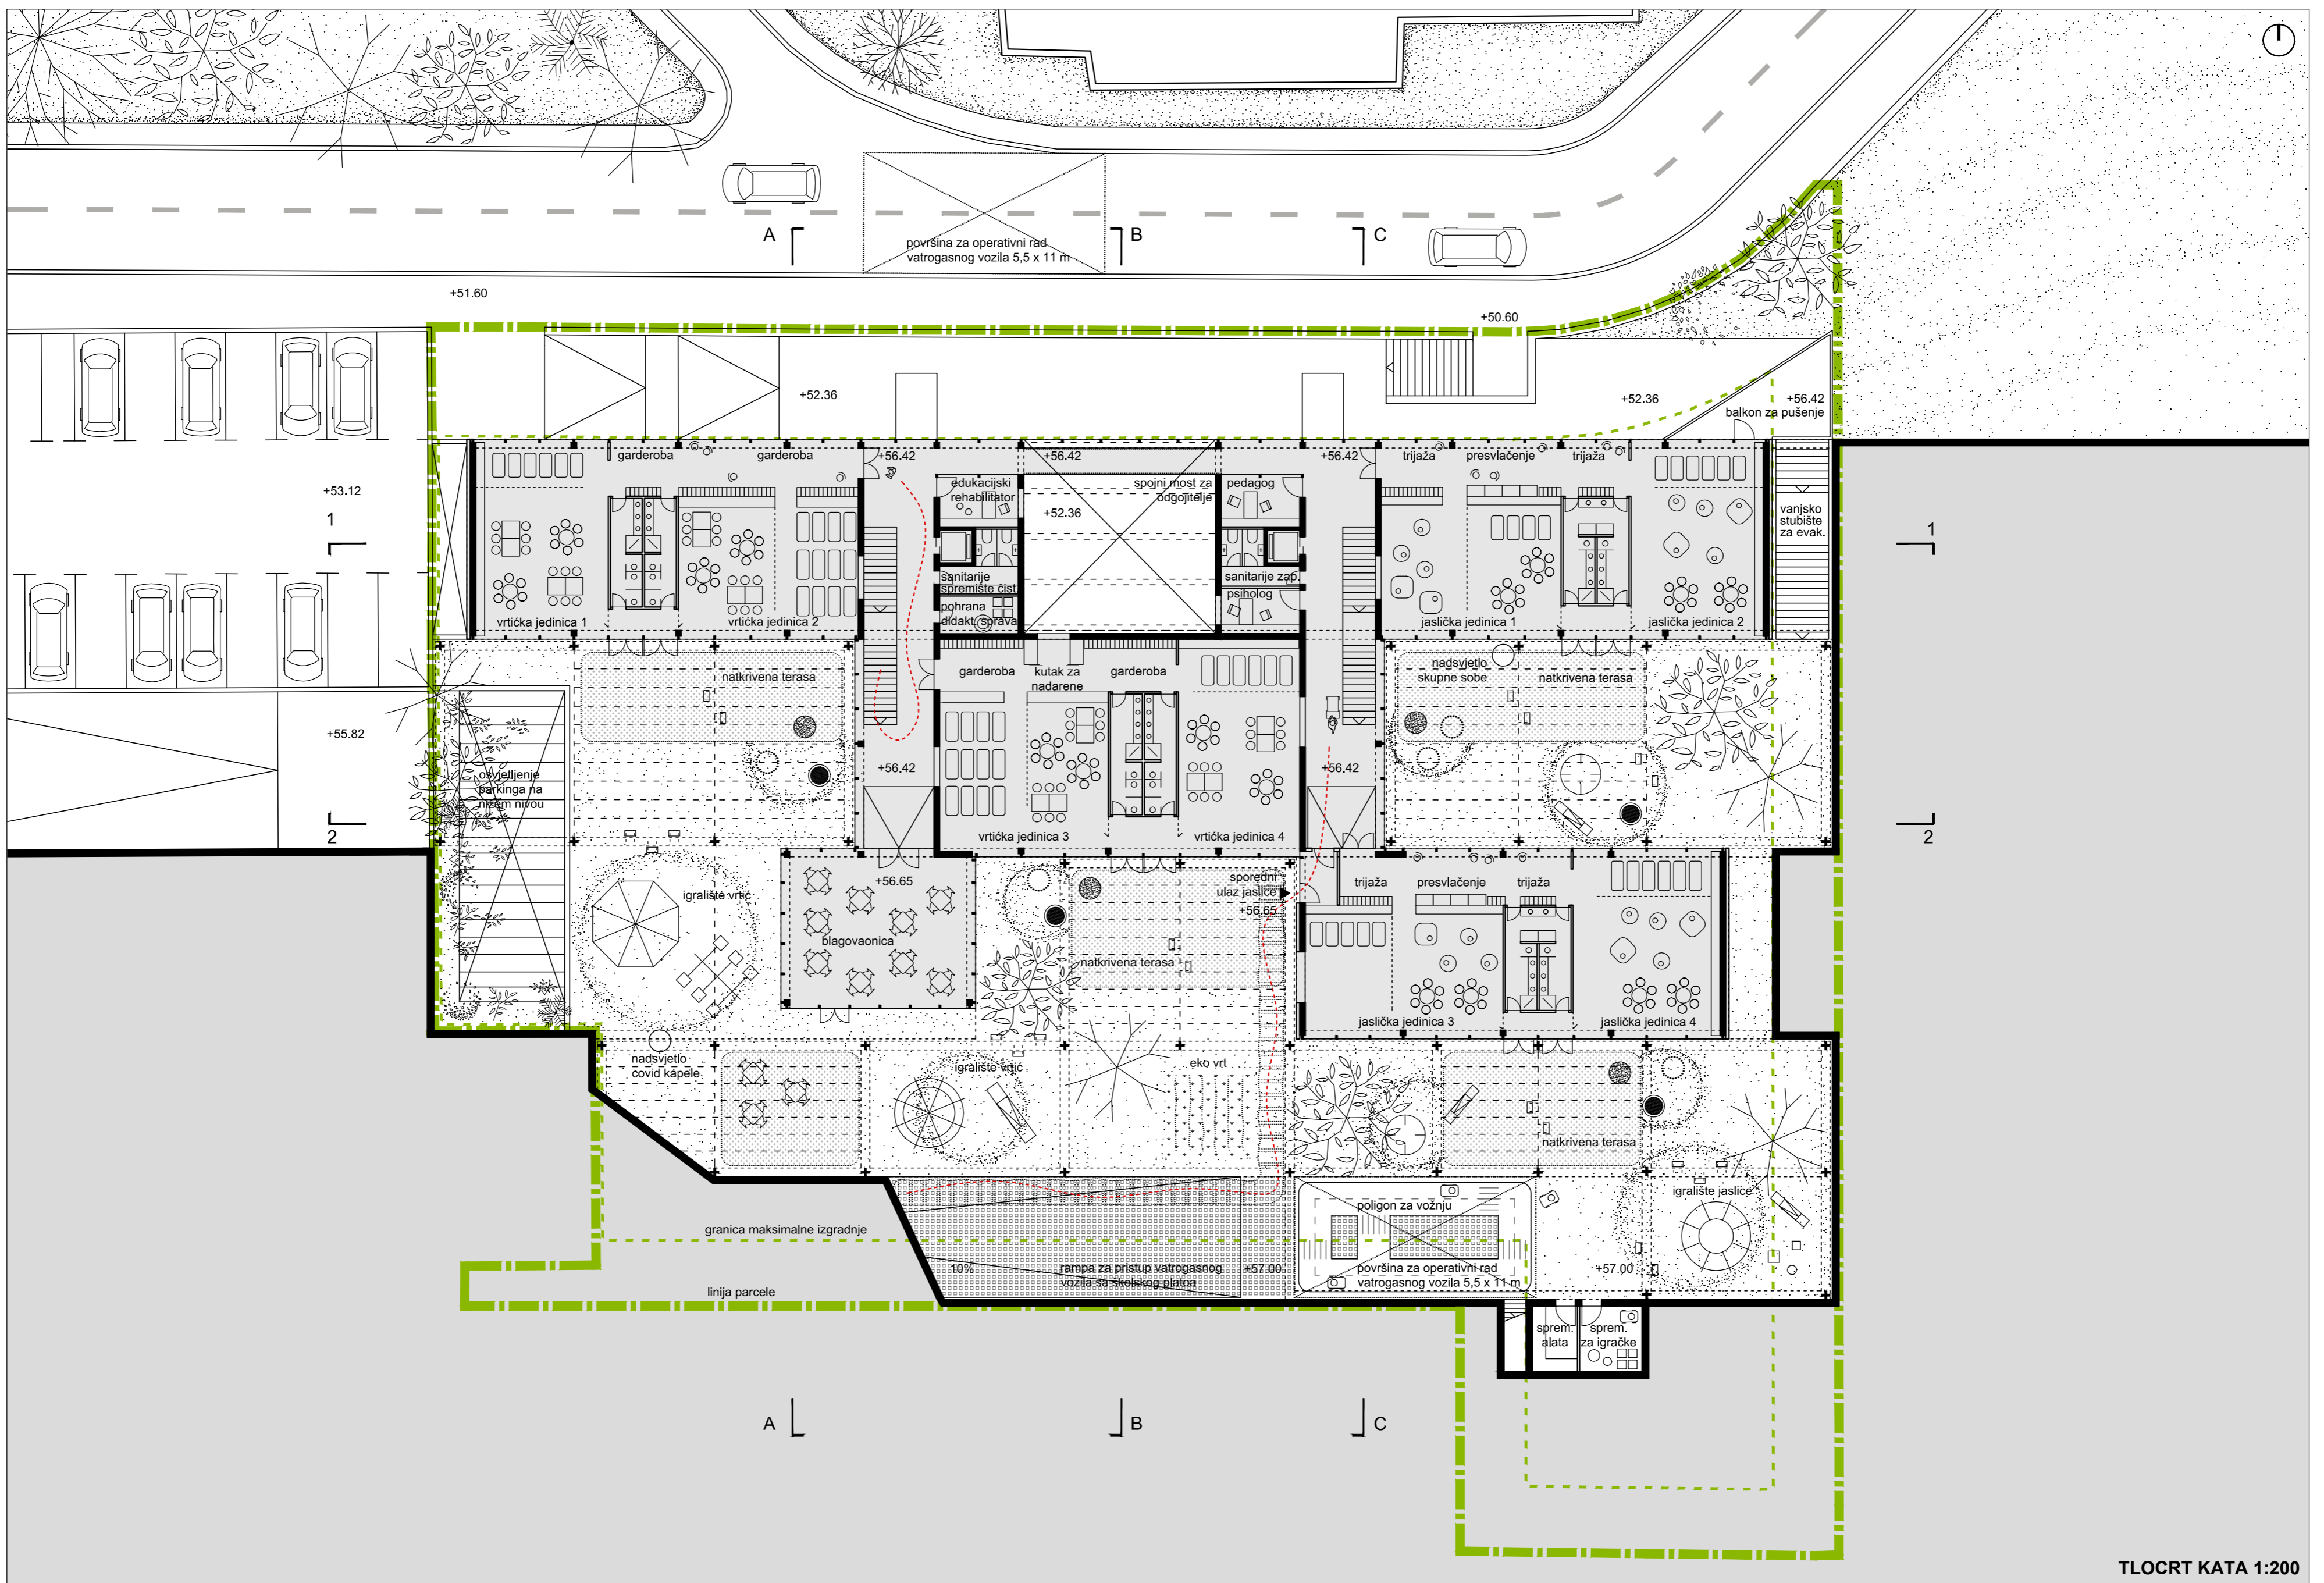 A
B
C
površina za operativni rad
vatrogasnog vozila 5,5 x 11 m
+51.60
+50.60
+52.36
+52.36
+56.42
balkon za pušenje
garderoba
garderoba
+56.42
+56.42
+56.42
trijaža
presvlačenje
trijaža
+53.12
edukacijski
rehabilitator
spojni most za
odgojitelje
pedagog
+52.36
vanjsko
stubište
za evak.
1
1
sanitarije
spremište čist.
sanitarije zap.
pohrana
didakt. sprava
psiholog
vrtićka jedinica 1
vrtićka jedinica 2
jaslička jedinica 1
jaslička jedinica 2
natkrivena terasa
garderoba
kutak za
nadarene
garderoba
nadsvjetlo
skupne sobe
natkrivena terasa
+55.82
+56.42
+56.42
osvjetljenje
parkinga na
nižem nivou
2
2
vrtićka jedinica 3
vrtićka jedinica 4
+56.65
igralište vrtić
sporedni
ulaz jaslice
+56.65
trijaža
presvlačenje
trijaža
blagovaonica
natkrivena terasa
jaslička jedinica 3
jaslička jedinica 4
nadsvjetlo
covid kapele
igralište vrtić
eko vrt
natkrivena terasa
igralište jaslice
poligon za vožnju
granica maksimalne izgradnje
10%
rampa za pristup vatrogasnog
vozila sa školskog platoa
+57.00
površina za operativni rad
vatrogasnog vozila 5,5 x 11 m
+57.00
linija parcele
sprem.
alata
sprem.
za igračke
A
B
C
TLOCRT KATA 1:200